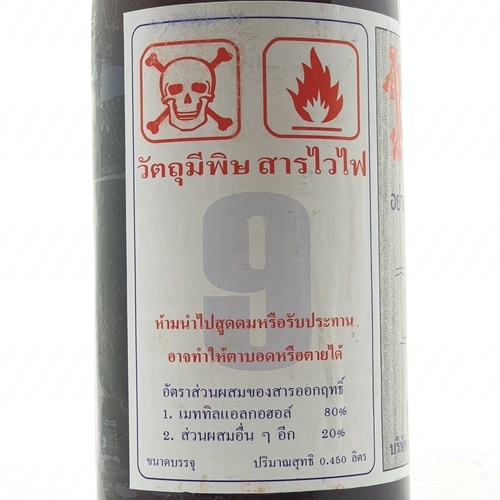 วัตถุมีพิษ สารไวไฟ
9
ห้ามนำไปสูดดมหรือรับประทาน
อาจทำให้ตาบอดหรือตายได้
อัตราส่วนผสมของสารออกฤทธิ์
1. เมททิลแอลกอฮอล์ 80%
2. ส่วนผสมอื่น ๆ อีก 20%
ขนาดบรรจุ ปริมาณสุทธิ 0.450 ลิตร